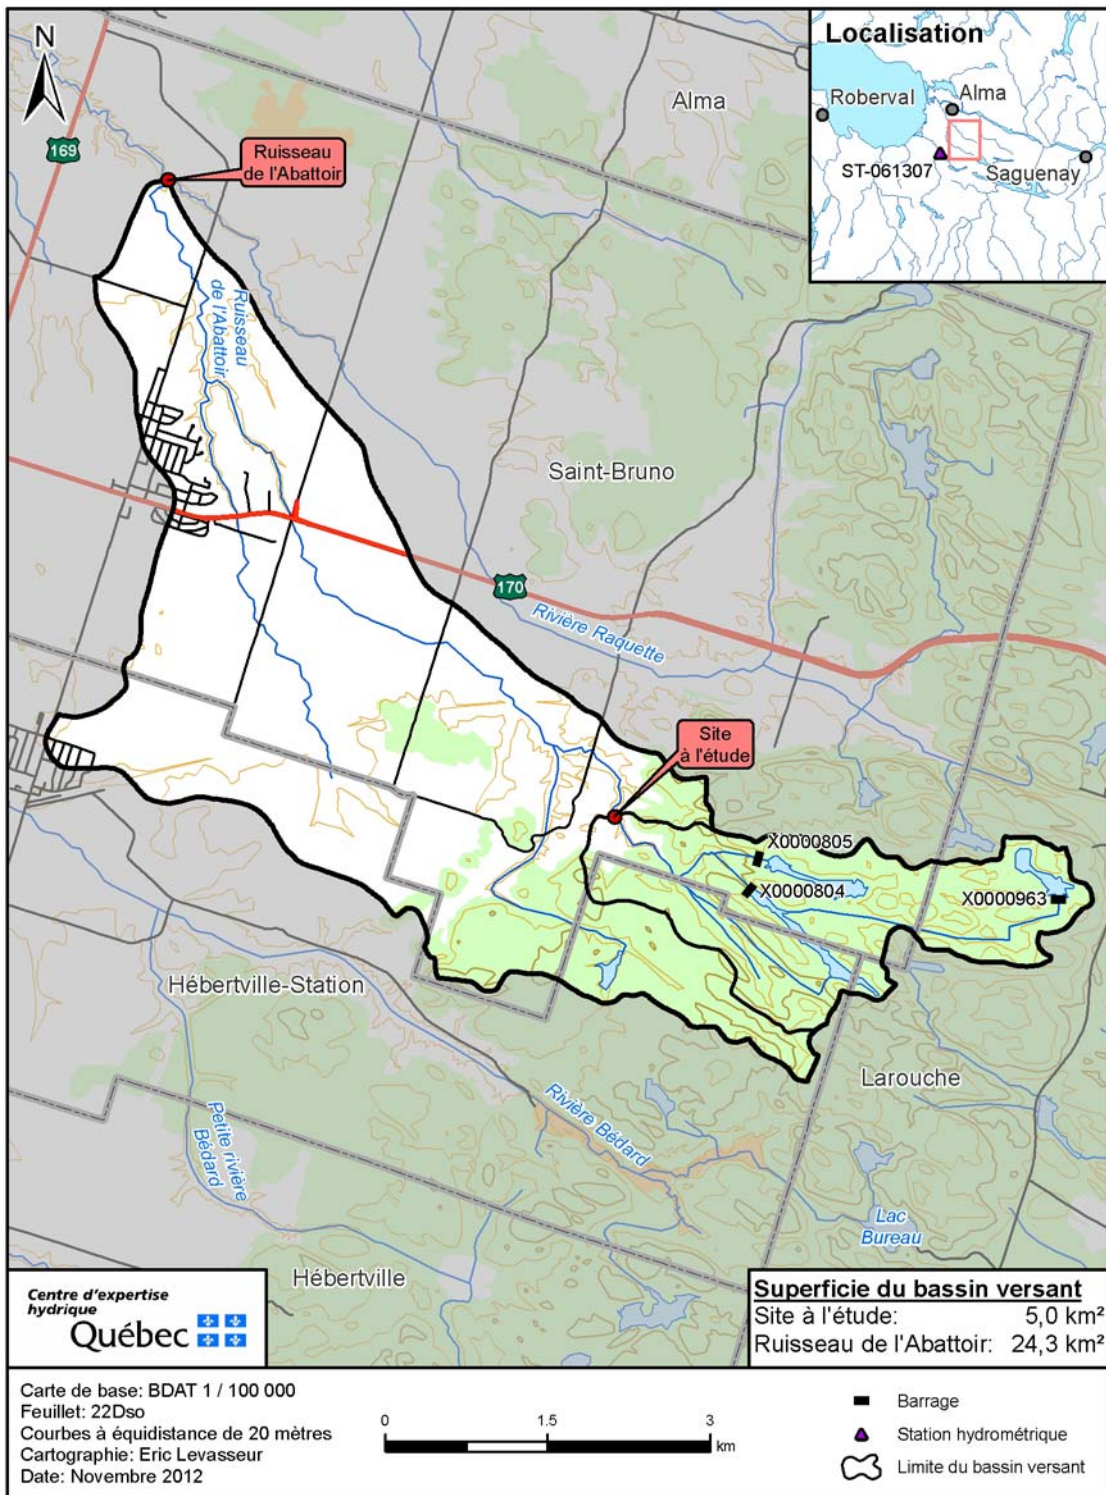 N
Localisation
Roberval
Alma
ST-061307
Saguenay
Alma
169
Ruisseau
de l'Abattoir
Ruisseau
de l'Abattoir
Saint-Bruno
170
Rivière Raquette
Site
à l'étude
X0000805
X0000804
X0000963
Hébertville-Station
Larouche
Rivière Bédard
Petite rivière
Bédard
Lac
Bureau
Hébertville
Centre d'expertise
hydrique
Québec
Superficie du bassin versant
Site à l'étude: 5,0 km²
Ruisseau de l'Abattoir: 24,3 km²
Carte de base: BDAT 1 / 100 000
Feuillet: 22Dso
Courbes à équidistance de 20 mètres
Cartographie: Eric Levasseur
Date: Novembre 2012
0 1.5 3
km
Barrage
Station hydrométrique
Limite du bassin versant